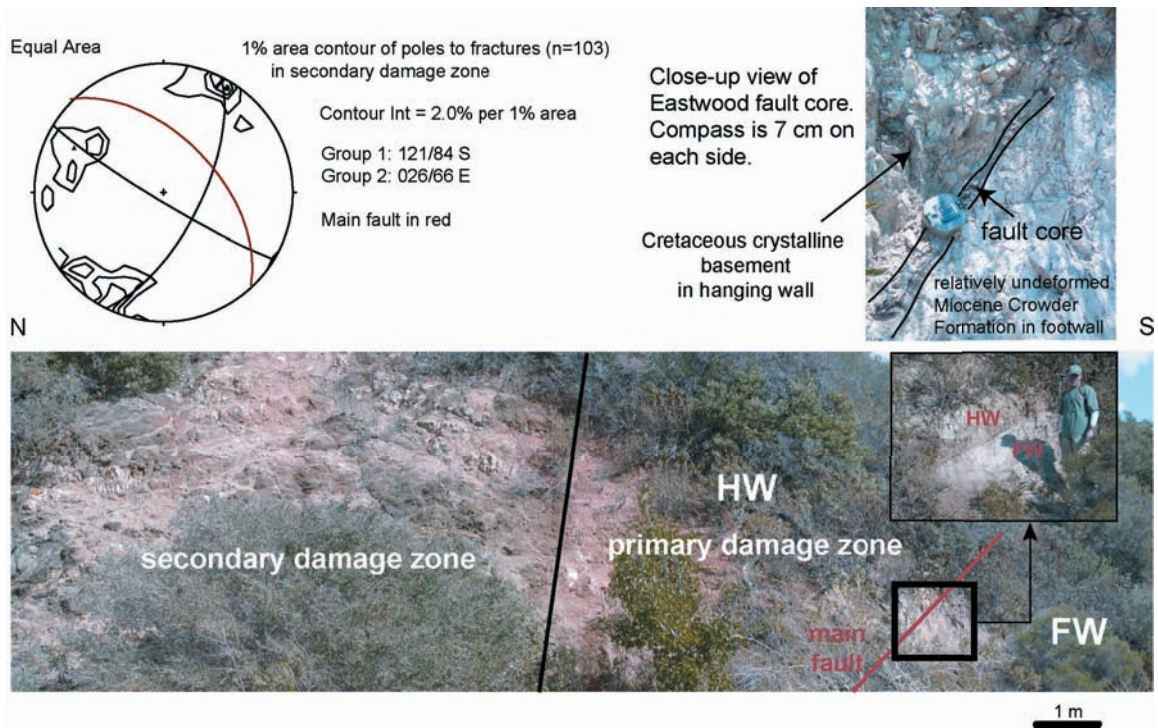 Equal Area
1% area contour of poles to fractures (n=103)
in secondary damage zone
Contour Int = 2.0% per 1% area
Group 1: 121/84 S
Group 2: 026/66 E
Main fault in red
Close-up view of
Eastwood fault core.
Compass is 7 cm on
each side.
Cretaceous crystalline
basement
in hanging wall
fault core
relatively undeformed
Miocene Crowder
Formation in footwall
N
S
HW
FW
HW
secondary damage zone
primary damage zone
main
fault
FW
1 m